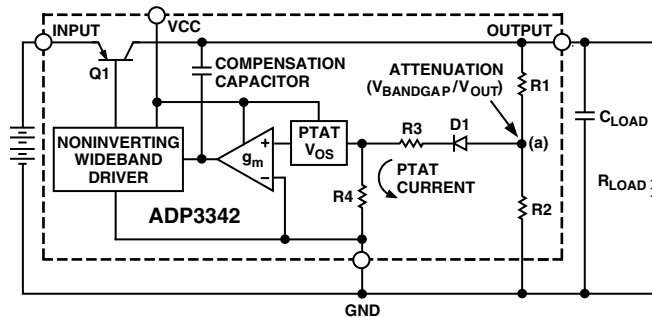 INPUT
VCC
OUTPUT
Q1
COMPENSATION
CAPACITOR
ATTENUATION
(VBANDGAP/VOUT)
R1
CLOAD
NONINVERTING
WIDEBAND
DRIVER
gm
+
−
PTAT
VOS
R3
D1
(a)
PTAT
CURRENT
R4
R2
RLOAD
ADP3342
GND